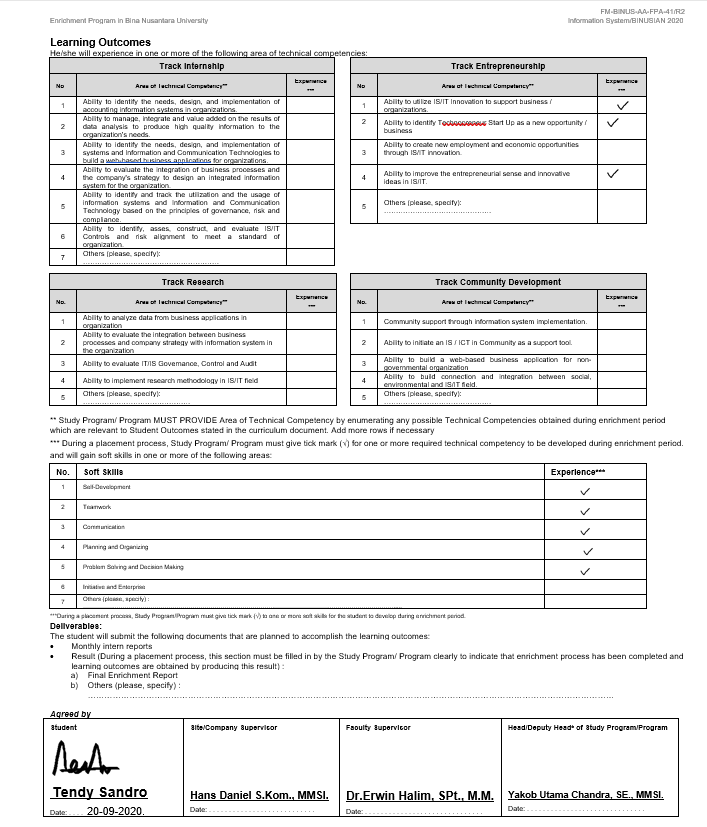 FM-BINUS-AA-FPA-41/R2
Enrichment Program in Bina Nusantara University
Information System/BINUSIAN 2020
Learning Outcomes
He/she will experience in one or more of the following area of technical competencies:
Track Internship
No
Area of Technical Competency**
Experience
***
1
Ability to identify the needs, design, and implementation of
accounting information systems in organizations.
2
Ability to manage, integrate and value added on the results of
data analysis to produce high quality information to the
organization's needs.
3
Ability to identify the needs, design, and implementation of
systems and Information and Communication Technologies to
build a web-based business applications for organizations.
4
Ability to evaluate the integration of business processes and
the company's strategy to design an integrated information
system for the organization.
5
Ability to identify and track the utilization and the usage of
information systems and Information and Communication
Technology based on the principles of governance, risk and
compliance.
6
Ability to identify, asses, construct, and evaluate IS/IT
Controls and risk alignment to meet a standard of
organization.
7
Others (please, specify):
Track Entrepreneurship
No.
Area of Technical Competency**
Experience
***
1
Ability to utilize IS/IT Innovation to support business /
organizations.
✓
2
Ability to identify Technopreneur Start Up as a new opportunity /
business
✓
3
Ability to create new employment and economic opportunities
through IS/IT innovation.
4
Ability to improve the entrepreneurial sense and innovative
ideas in IS/IT.
✓
5
Others (please, specify):
Track Research
No.
Area of Technical Competency**
Experience
***
1
Ability to analyze data from business applications in
organization
2
Ability to evaluate the integration between business
processes and company strategy with information system in
the organization
3
Ability to evaluate IT/IS Governance, Control and Audit
4
Ability to implement research methodology in IS/IT field
5
Others (please, specify):
Track Community Development
No.
Area of Technical Competency**
Experience
***
1
Community support through information system implementation.
2
Ability to initiate an IS / ICT in Community as a support tool.
3
Ability to build a web-based business application for non-
governmental organization
4
Ability to build connection and integration between social,
environmental and IS/IT field.
5
Others (please, specify):
** Study Program/ Program MUST PROVIDE Area of Technical Competency by enumerating any possible Technical Competencies obtained during enrichment period
which are relevant to Student Outcomes stated in the curriculum document. Add more rows if necessary
*** During a placement process, Study Program/ Program must give tick mark (√) for one or more required technical competency to be developed during enrichment period.
and will gain soft skills in one or more of the following areas:
No.
Soft Skills
Experience***
1
Self-Development
✓
2
Teamwork
✓
3
Communication
✓
4
Planning and Organizing
✓
5
Problem Solving and Decision Making
✓
6
Initiative and Enterprise
7
Others (please, specify) :
***During a placement process, Study Program/Program must give tick mark (√) to one or more soft skills for the student to develop during enrichment period.
Deliverables:
The student will submit the following documents that are planned to accomplish the learning outcomes:
• Monthly intern reports
• Result (During a placement process, this section must be filled in by the Study Program/ Program clearly to indicate that enrichment process has been completed and
learning outcomes are obtained by producing this result) :
a) Final Enrichment Report
b) Others (please, specify) :
Agreed by
Student
Tendy Sandro
Date: .... 20-09-2020.
Site/Company Supervisor
Hans Daniel S.Kom., MMSI.
Date:
Faculty Supervisor
Dr.Erwin Halim, SPt., M.M.
Date:
Head/Deputy Head* of Study Program/Program
Yakob Utama Chandra, SE., MMSI.
Date: